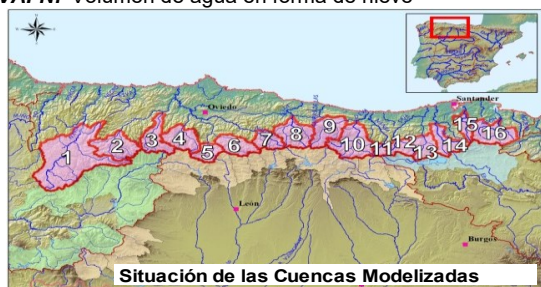 VAFN: Volumen de agua en forma de nieve
Oviedo
Santander
1 2 3 4 5 6 7 8 9 10 11 12 13 14 15 16
León
Burgos
Situación de las Cuencas Modelizadas